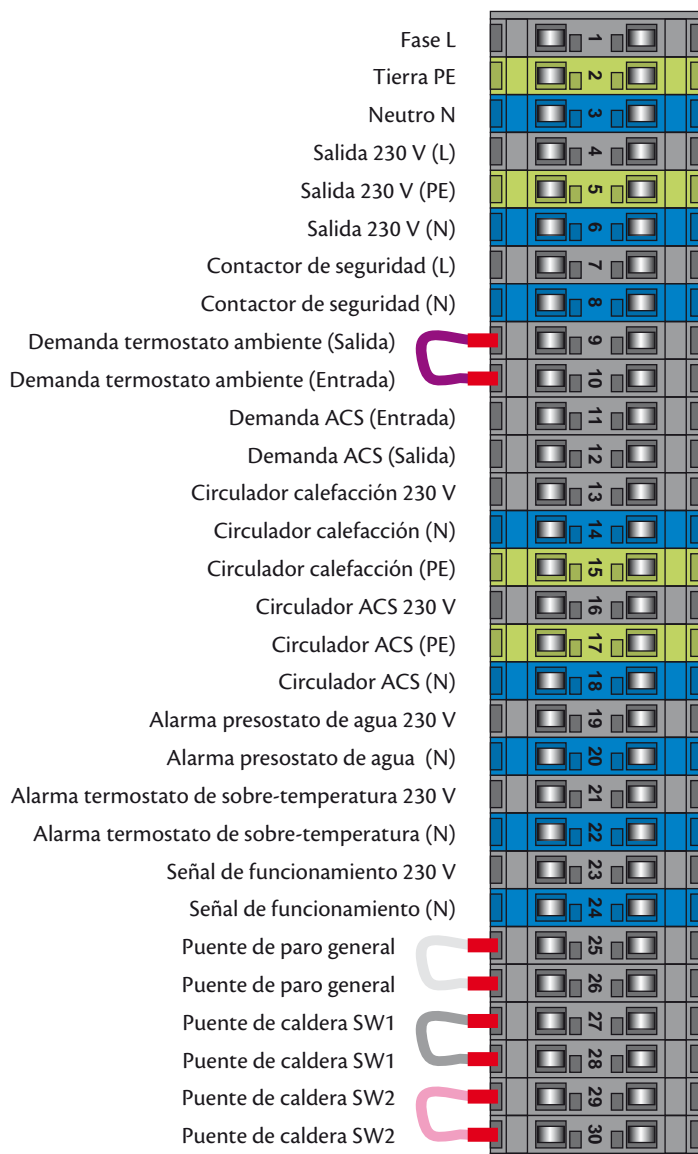 Fase L 1
Tierra PE 2
Neutro N 3
Salida 230 V (L) 4
Salida 230 V (PE) 5
Salida 230 V (N) 6
Contactor de seguridad (L) 7
Contactor de seguridad (N) 8
Demanda termostato ambiente (Salida) 9
Demanda termostato ambiente (Entrada) 10
Demanda ACS (Entrada) 11
Demanda ACS (Salida) 12
Circulador calefacción 230 V 13
Circulador calefacción (N) 14
Circulador calefacción (PE) 15
Circulador ACS 230 V 16
Circulador ACS (PE) 17
Circulador ACS (N) 18
Alarma presostato de agua 230 V 19
Alarma presostato de agua (N) 20
Alarma termostato de sobre-temperatura 230 V 21
Alarma termostato de sobre-temperatura (N) 22
Señal de funcionamiento 230 V 23
Señal de funcionamiento (N) 24
Puente de paro general 25
Puente de paro general 26
Puente de caldera SW1 27
Puente de caldera SW1 28
Puente de caldera SW2 29
Puente de caldera SW2 30